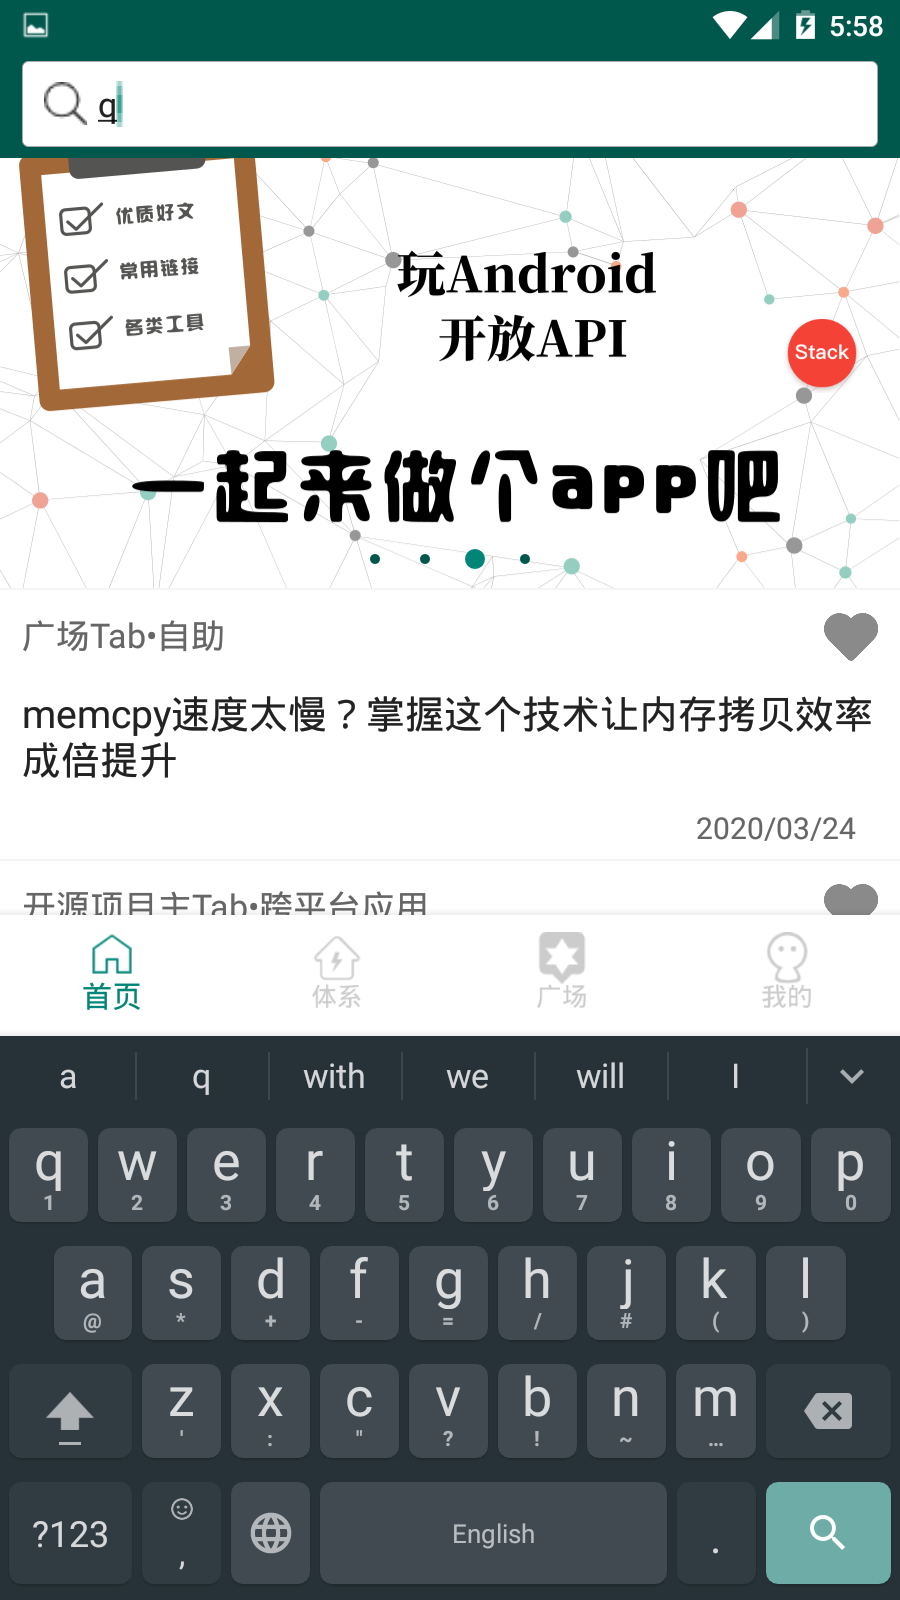 5:58
q
优质好文
常用链接
各类工具
玩Android
开放API
Stack
一起来做个app吧
广场Tab•自助
memcpy速度太慢？掌握这个技术让内存拷贝效率
成倍提升
2020/03/24
开源项目主Tab•跨平台应用
首页 体系 广场 我的
a q with we will I
q w e r t y u i o p
1 2 3 4 5 6 7 8 9 0
a s d f g h j k l
@ * + - = / # ( )
z x c v b n m
' : " ? ! ~ …
?123 , English .